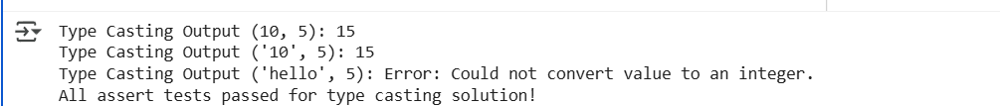 Type Casting Output (10, 5): 15
Type Casting Output ('10', 5): 15
Type Casting Output ('hello', 5): Error: Could not convert value to an integer.
All assert tests passed for type casting solution!